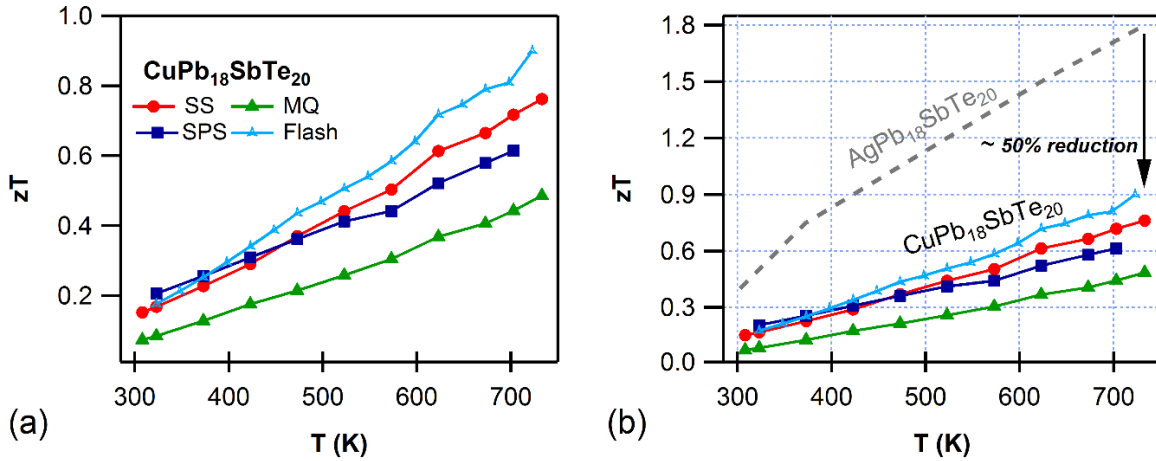 1.0
0.8
0.6
0.4
0.2
zT
CuPb₁₈SbTe₂₀
SS MQ
SPS Flash
300 400 500 600 700
T (K)
(a)
1.8
1.5
1.2
0.9
0.6
0.3
0.0
zT
AgPb₁₈SbTe₂₀
~ 50% reduction
CuPb₁₈SbTe₂₀
300 400 500 600 700
T (K)
(b)